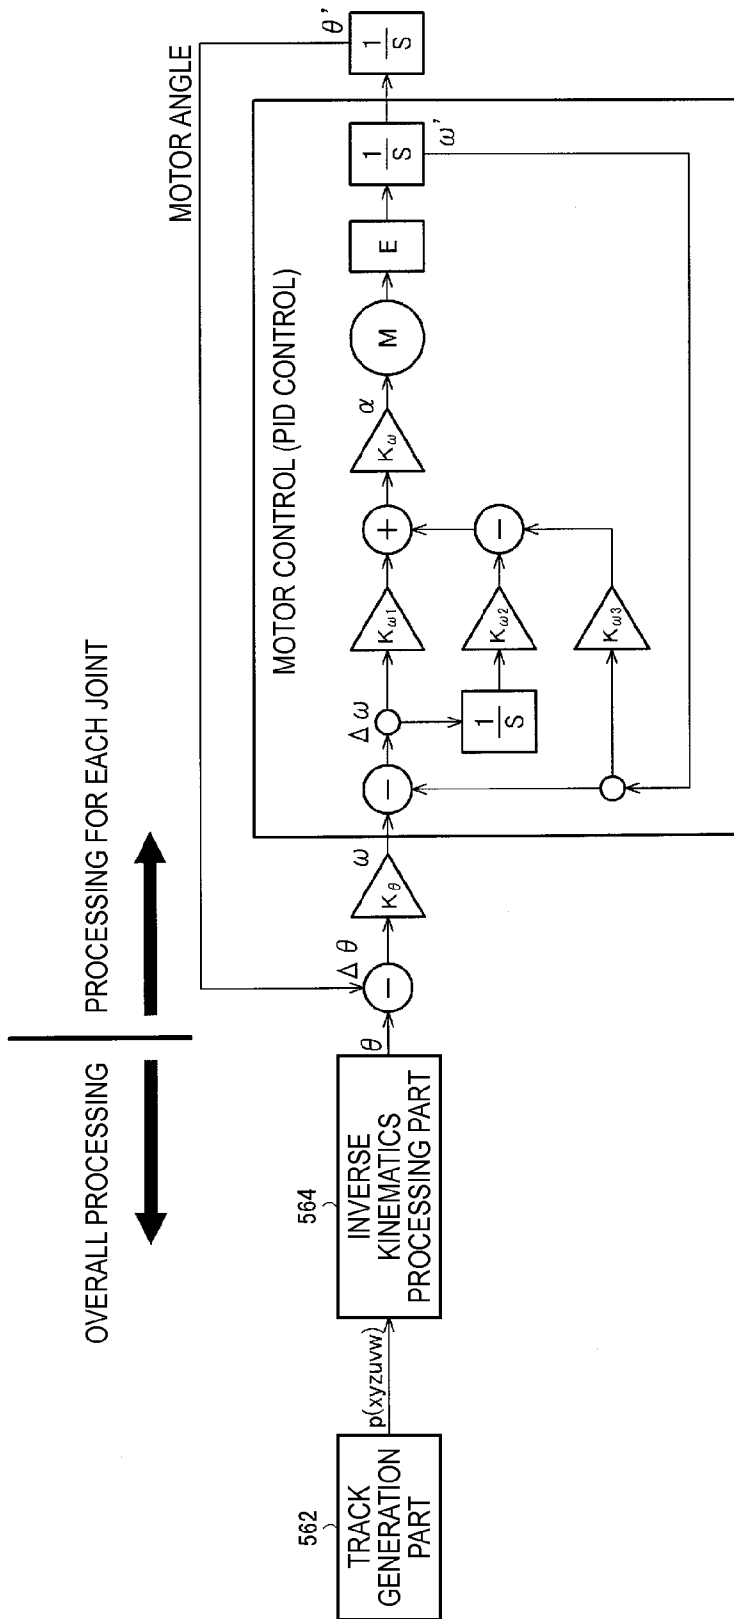 OVERALL PROCESSING
PROCESSING FOR EACH JOINT
MOTOR ANGLE
562
TRACK
GENERATION
PART
p(xyzuvw)
564
INVERSE
KINEMATICS
PROCESSING PART
θ
−
Δθ
Kθ
ω
MOTOR CONTROL (PID CONTROL)
−
Δω
Kω1
1
S
Kω2
Kω3
+
−
Kω
α
M
E
1
S
ω'
1
S
θ'